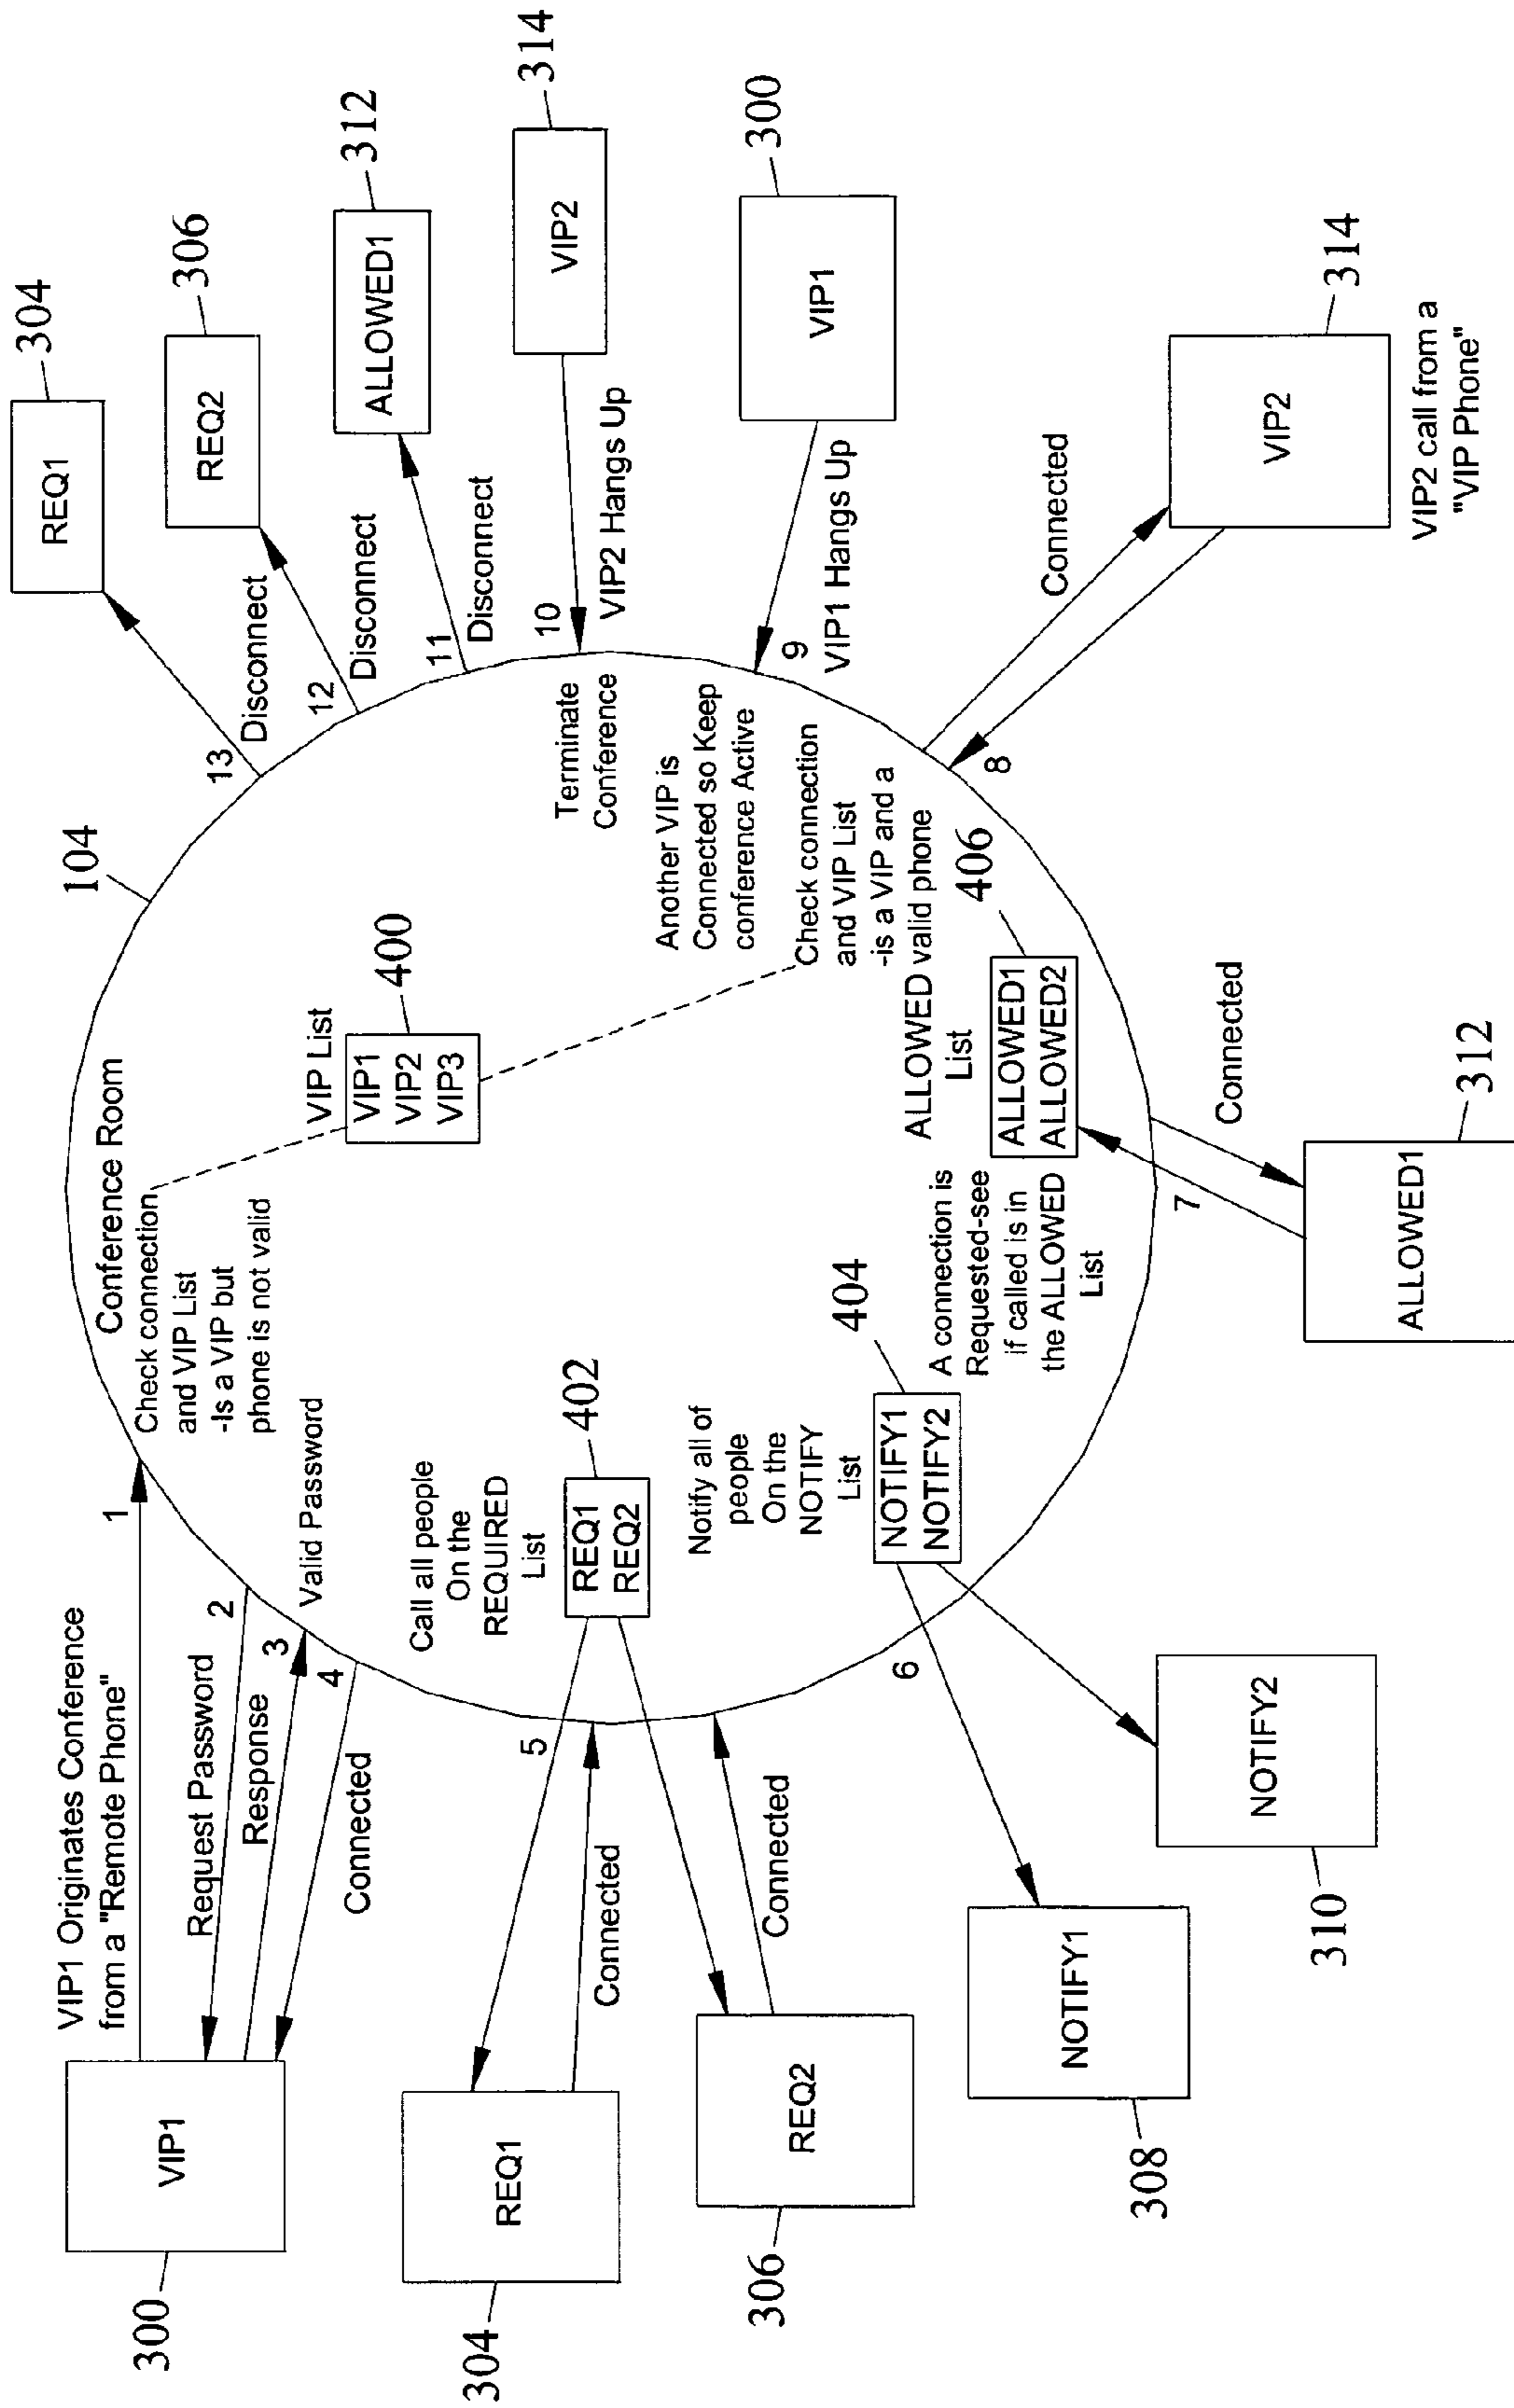 VIP1 Originates Conference
from a "Remote Phone"
300
VIP1
1
Request Password
2
Response
3
4
Connected
Conference Room
104
Check connection
and VIP List
-Is a VIP but
phone is not valid
Valid Password
VIP List
VIP1
VIP2
VIP3
400
Call all people
On the
REQUIRED
List
REQ1
REQ2
402
5
304
REQ1
Connected
306
REQ2
Connected
Notify all of
people
On the
NOTIFY
List
NOTIFY1
NOTIFY2
404
6
308
NOTIFY1
310
NOTIFY2
A connection is
Requested-see
if called is in
the ALLOWED
List
ALLOWED
List
ALLOWED1
ALLOWED2
406
7
Connected
ALLOWED1
312
Check connection
and VIP List
-is a VIP and a
valid phone
8
Connected
VIP2
314
VIP2 call from a
"VIP Phone"
Another VIP is
Connected so Keep
conference Active
9
VIP1 Hangs Up
VIP1
300
Terminate
Conference
10
VIP2 Hangs Up
VIP2
314
11
Disconnect
ALLOWED1
312
12
Disconnect
REQ2
306
13
Disconnect
REQ1
304